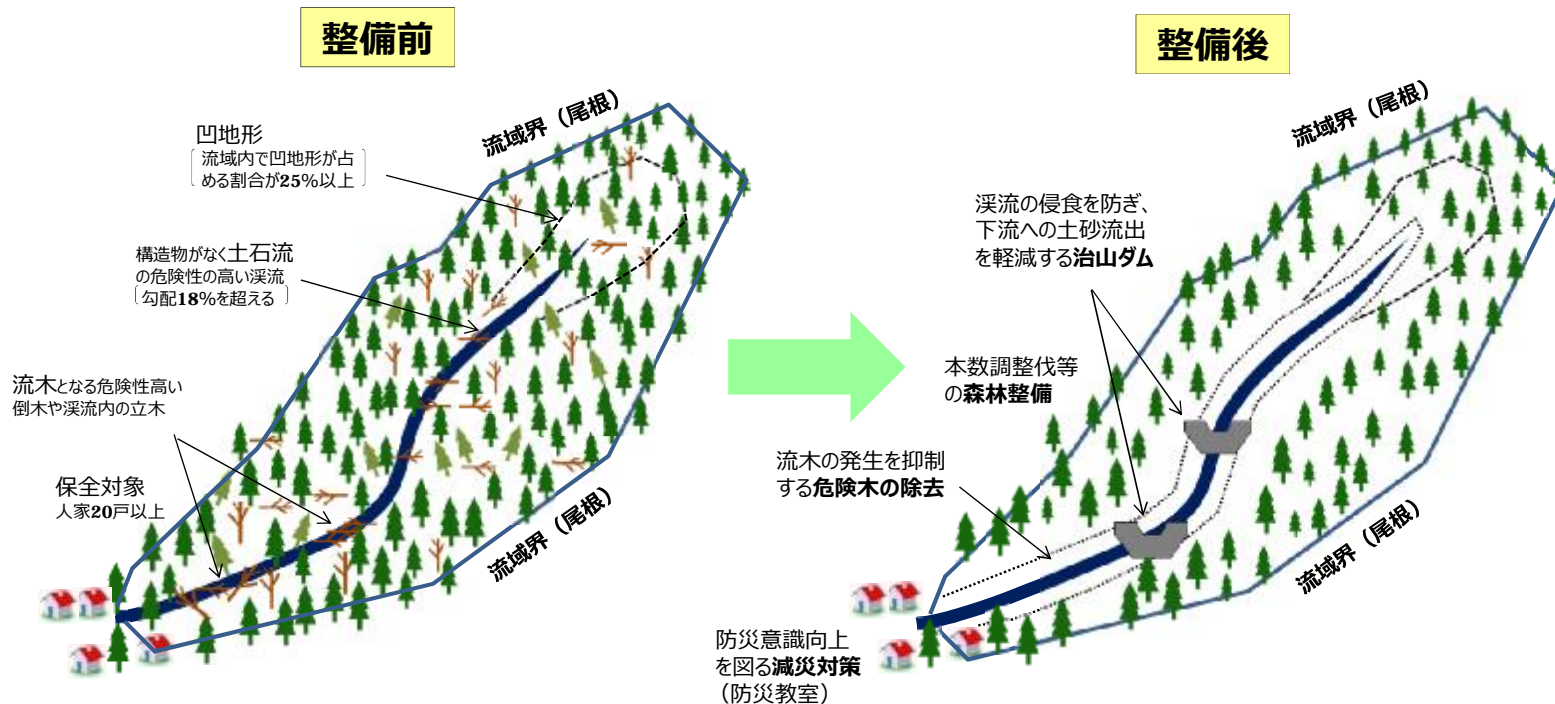 整備前
流域界（尾根）
凹地形
流域内で凹地形が占
める割合が25%以上
構造物がなく土石流
の危険性の高い渓流
勾配18%を超える
流木となる危険性高い
倒木や渓流内の立木
保全対象
人家20戸以上
流域界（尾根）
整備後
流域界（尾根）
渓流の侵食を防ぎ、
下流への土砂流出
を軽減する治山ダム
本数調整伐等
の森林整備
流木の発生を抑制
する危険木の除去
流域界（尾根）
防災意識向上
を図る減災対策
（防災教室）